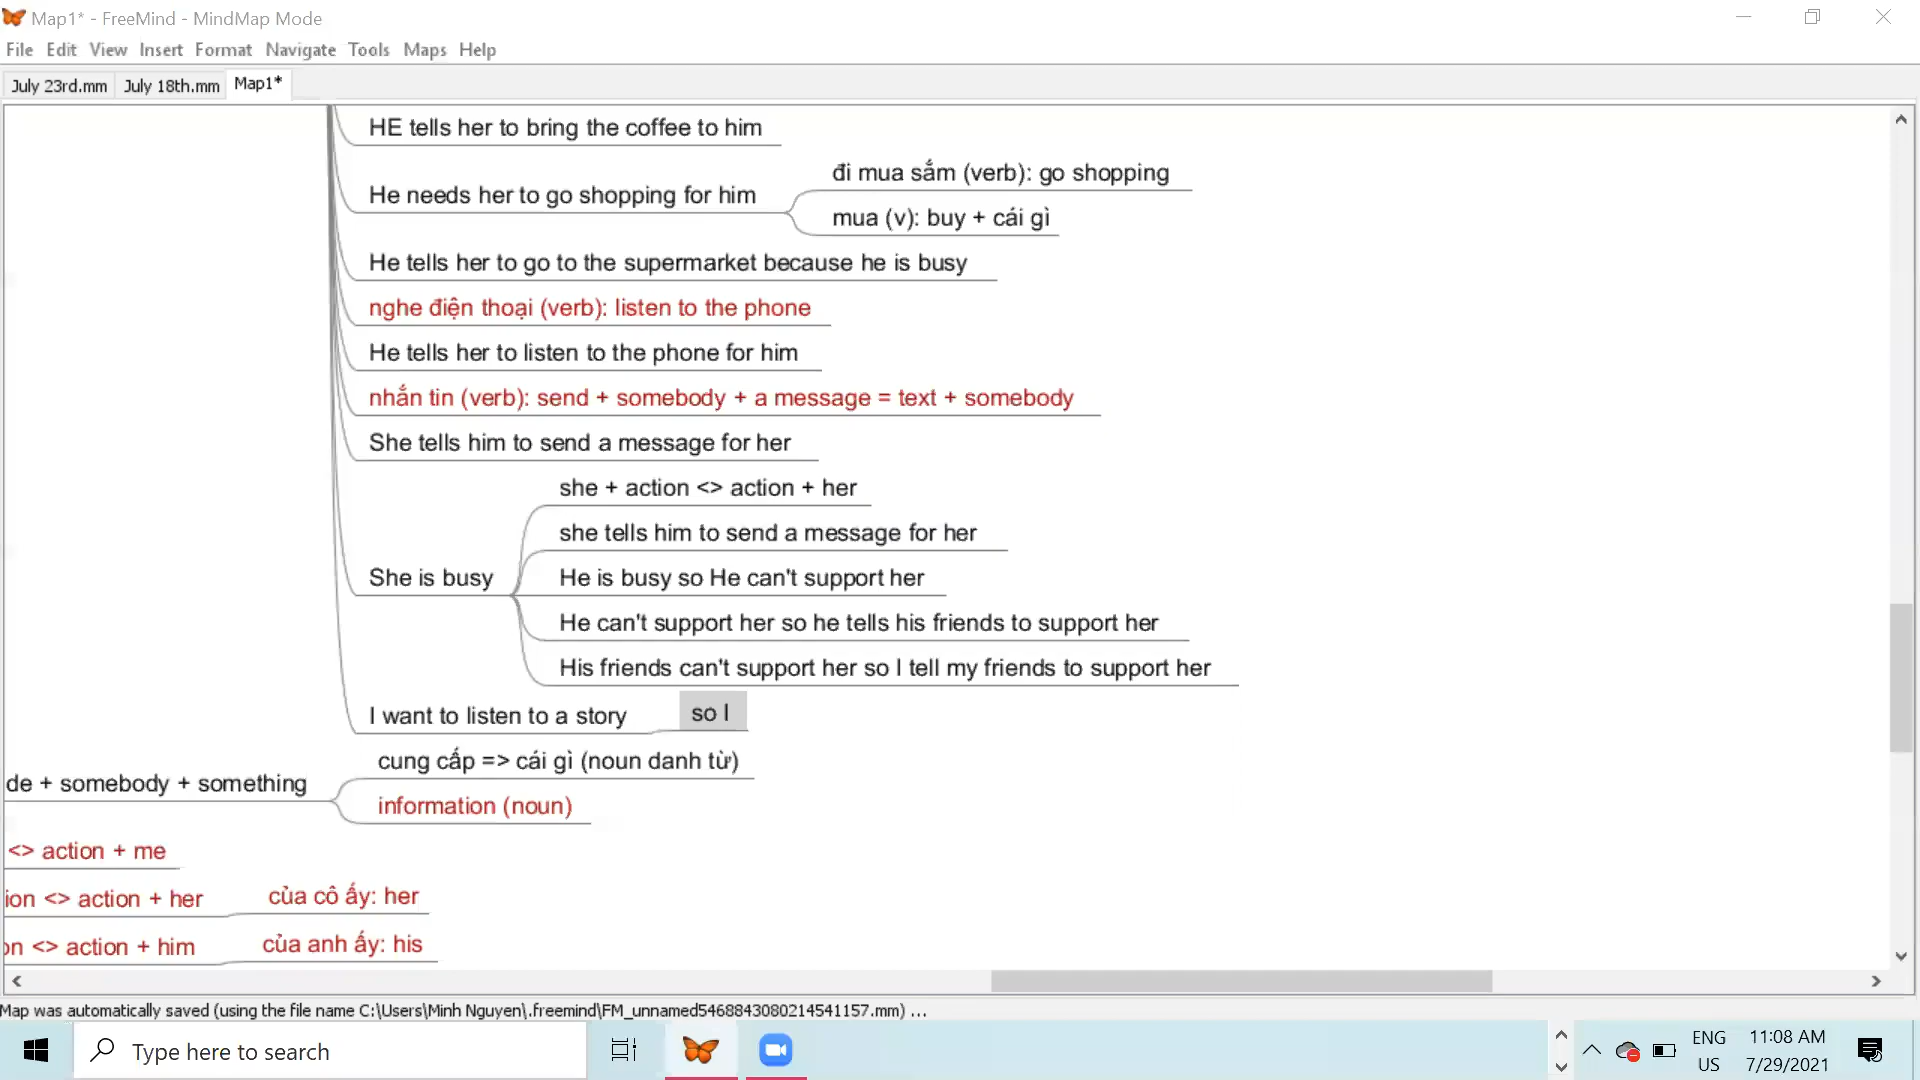 Map1* - FreeMind - MindMap Mode
File Edit View Insert Format Navigate Tools Maps Help
July 23rd.mm July 18th.mm Map1*
HE tells her to bring the coffee to him
đi mua sắm (verb): go shopping
He needs her to go shopping for him
mua (v): buy + cái gì
He tells her to go to the supermarket because he is busy
nghe điện thoại (verb): listen to the phone
He tells her to listen to the phone for him
nhắn tin (verb): send + somebody + a message = text + somebody
She tells him to send a message for her
she + action <> action + her
she tells him to send a message for her
She is busy
He is busy so He can't support her
He can't support her so he tells his friends to support her
His friends can't support her so I tell my friends to support her
I want to listen to a story
so I
cung cấp => cái gì (noun danh từ)
de + somebody + something
information (noun)
<> action + me
ion <> action + her
của cô ấy: her
on <> action + him
của anh ấy: his
Map was automatically saved (using the file name C:\Users\Minh Nguyen\.freemind\FM_unnamed5468843080214541157.mm) ...
Type here to search
ENG
US
11:08 AM
7/29/2021